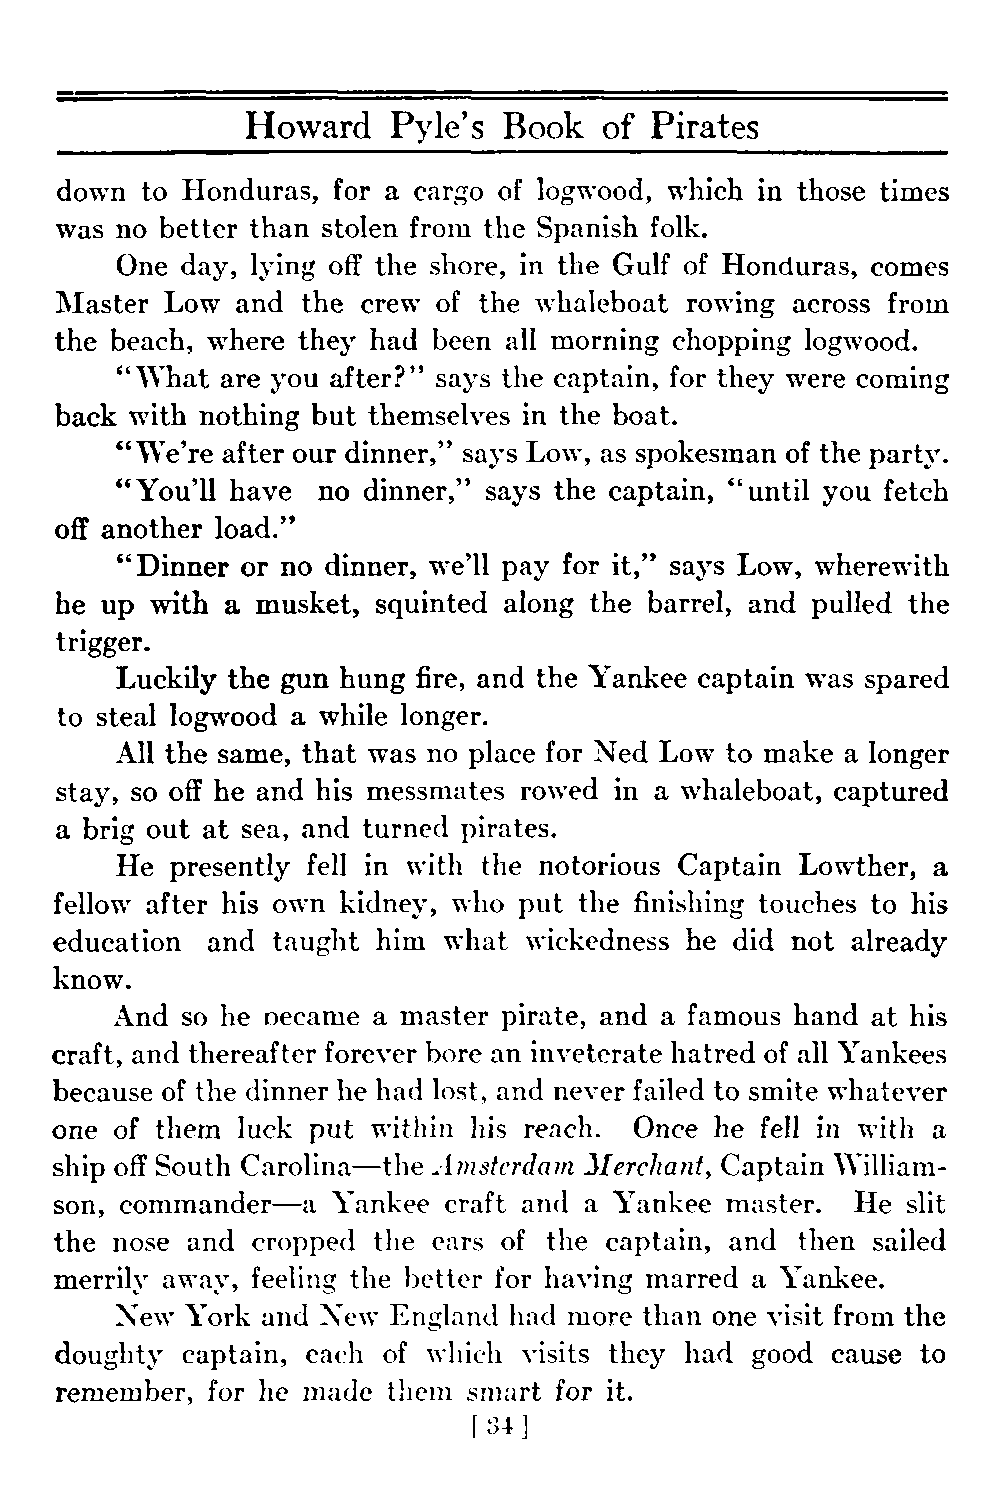 Howard Pyle's Book of Pirates
down to Honduras, for a cargo of logwood, which in those times
was no better than stolen from the Spanish folk.
One day, lying off the shore, in the Gulf of Honduras, comes
Master Low and the crew of the whaleboat rowing across from
the beach, where they had been all morning chopping logwood.
"What are you after?" says the captain, for they were coming
back with nothing but themselves in the boat.
"We're after our dinner," says Low, as spokesman of the party.
"You'll have no dinner," says the captain, "until you fetch
off another load."
"Dinner or no dinner, we'll pay for it," says Low, wherewith
he up with a musket, squinted along the barrel, and pulled the
trigger.
Luckily the gun hung fire, and the Yankee captain was spared
to steal logwood a while longer.
All the same, that was no place for Ned Low to make a longer
stay, so off he and his messmates rowed in a whaleboat, captured
a brig out at sea, and turned pirates.
He presently fell in with the notorious Captain Lowther, a
fellow after his own kidney, who put the finishing touches to his
education and taught him what wickedness he did not already
know.
And so he became a master pirate, and a famous hand at his
craft, and thereafter forever bore an inveterate hatred of all Yankees
because of the dinner he had lost, and never failed to smite whatever
one of them luck put within his reach. Once he fell in with a
ship off South Carolina—the Amsterdam Merchant, Captain William-
son, commander—a Yankee craft and a Yankee master. He slit
the nose and cropped the ears of the captain, and then sailed
merrily away, feeling the better for having marred a Yankee.
New York and New England had more than one visit from the
doughty captain, each of which visits they had good cause to
remember, for he made them smart for it.
[ 34 ]